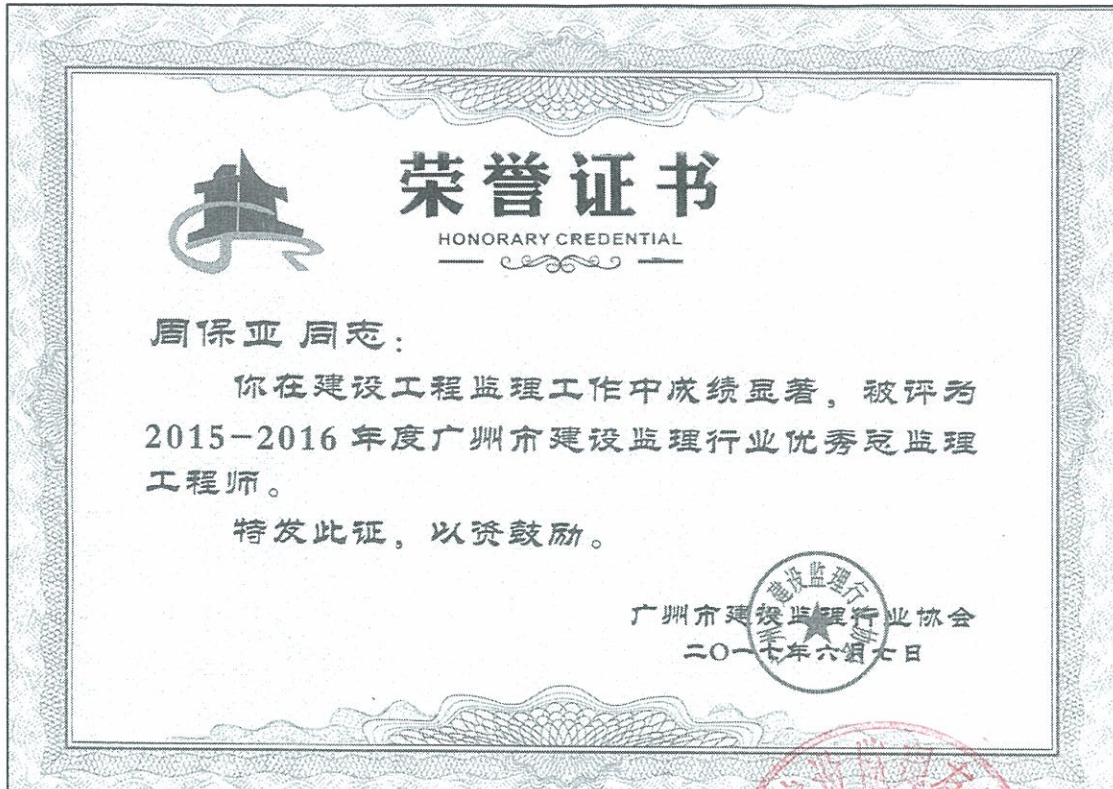 荣誉证书
HONORARY CREDENTIAL
周保亚 同志：
你在建设工程监理工作中成绩显著，被评为
2015-2016 年度广州市建设监理行业优秀总监理
工程师。
特发此证，以资鼓励。
广州市建设监理行业协会
二〇一七年六月七日